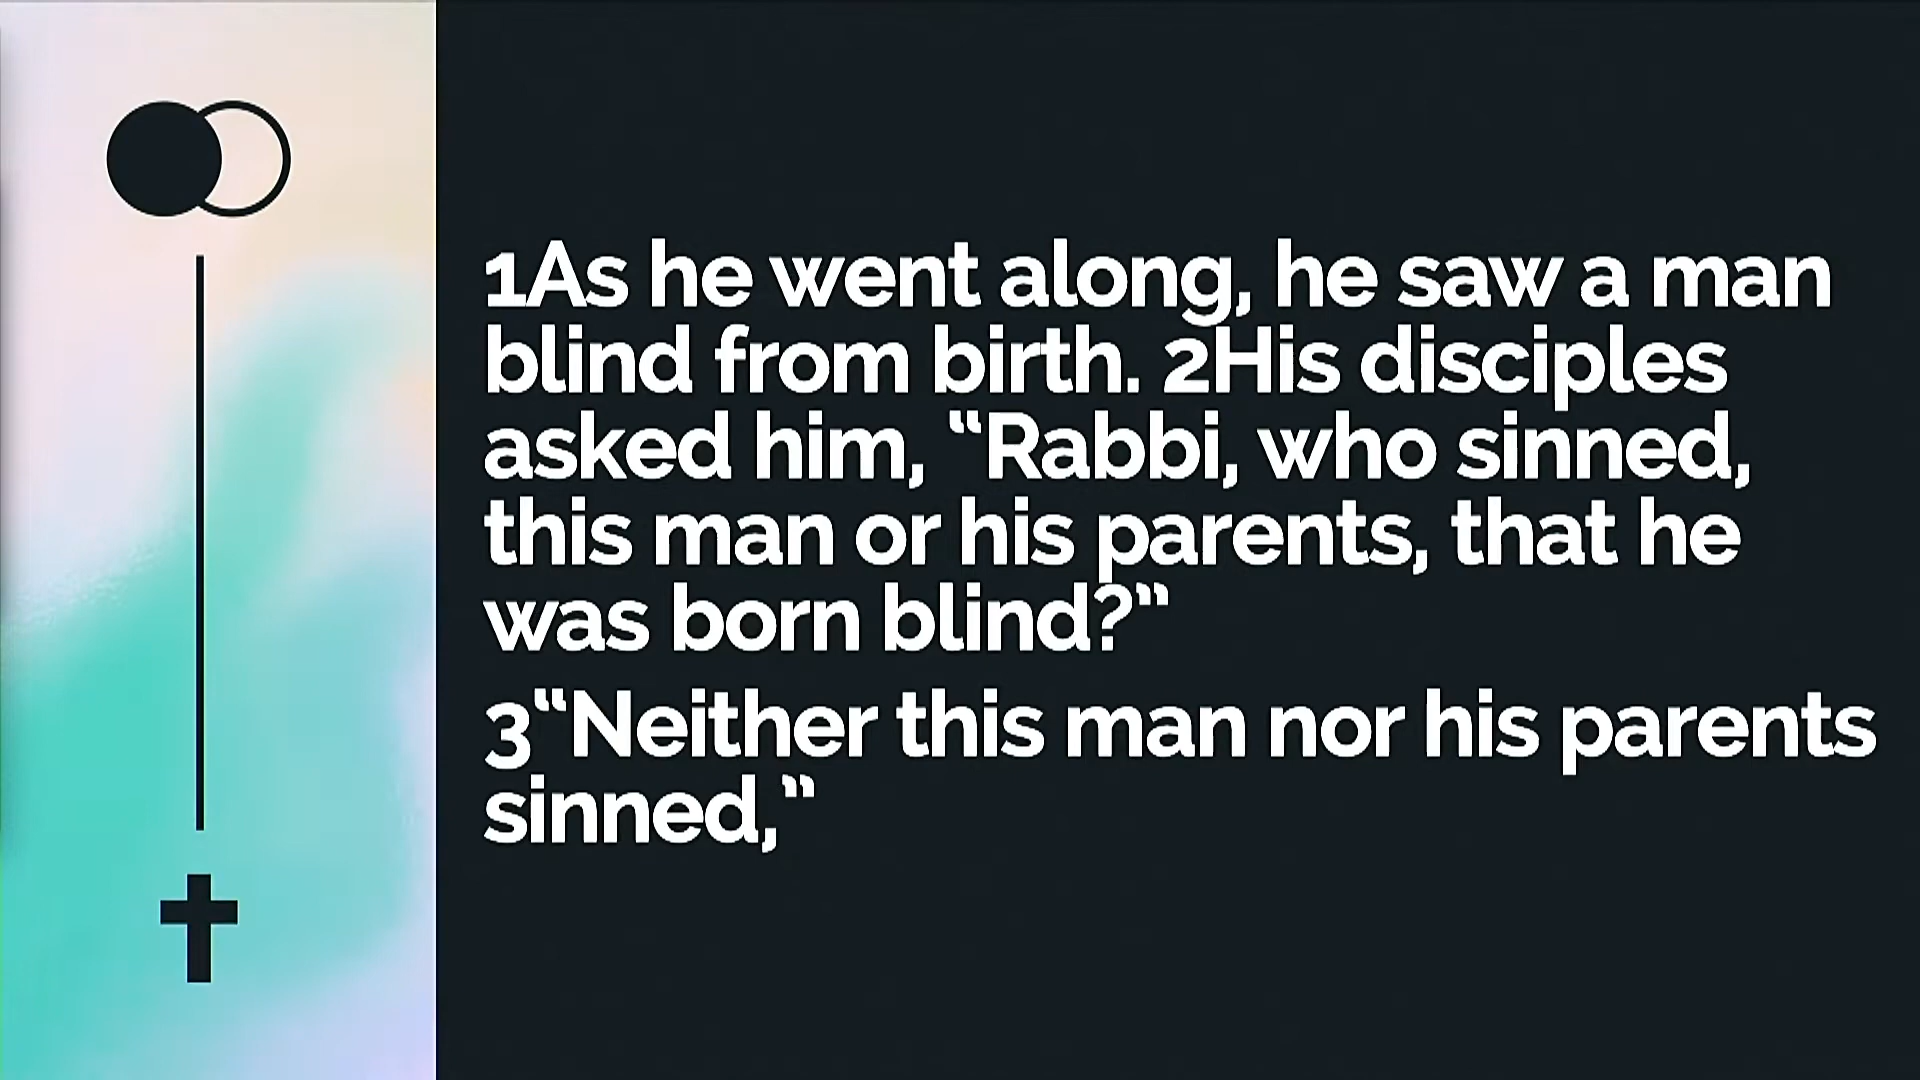 1As he went along, he saw a man
blind from birth. 2His disciples
asked him, “Rabbi, who sinned,
this man or his parents, that he
was born blind?”
3“Neither this man nor his parents
sinned,”